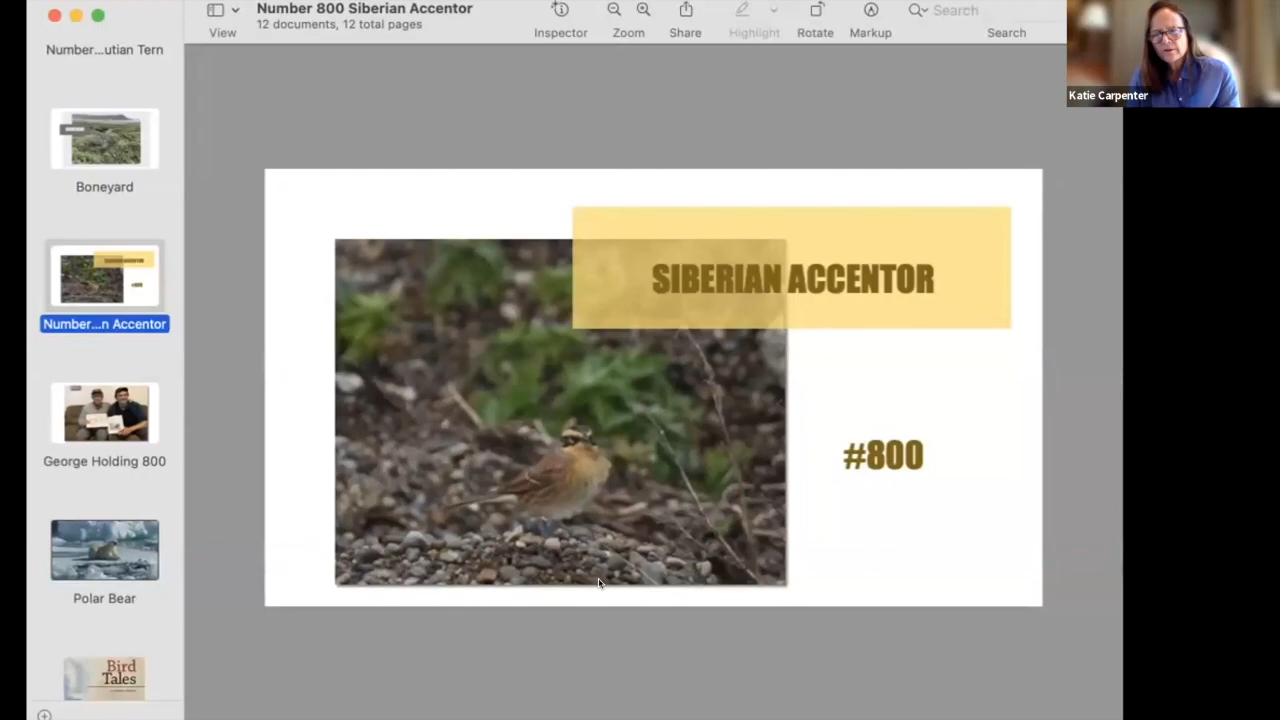 Number 800 Siberian Accentor
12 documents, 12 total pages
View
Inspector
Zoom
Share
Highlight
Rotate
Markup
Search
Search
Katie Carpenter
Number...utian Tern
Boneyard
Number...n Accentor
George Holding 800
Polar Bear
Bird
Tales
SIBERIAN ACCENTOR
#800